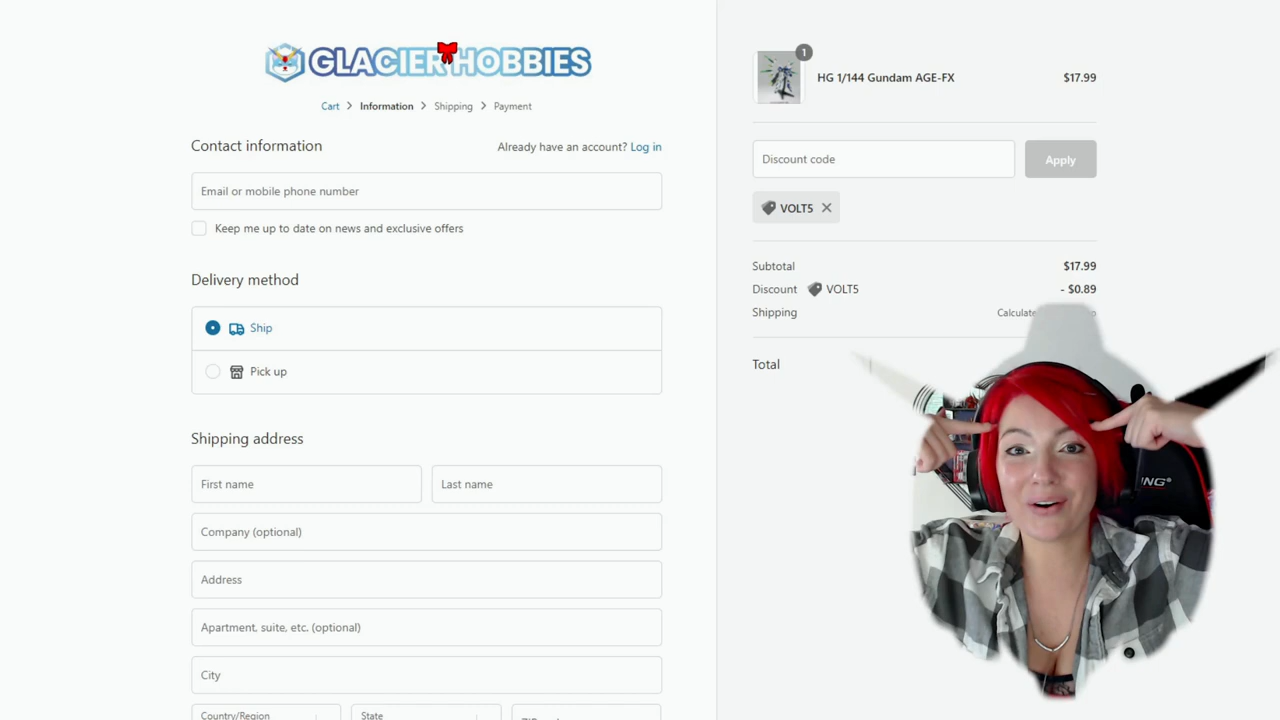 GLACIER HOBBIES
Cart > Information > Shipping > Payment
Contact information
Already have an account? Log in
Email or mobile phone number
Keep me up to date on news and exclusive offers
Delivery method
Ship
Pick up
Shipping address
First name
Last name
Company (optional)
Address
Apartment, suite, etc. (optional)
City
Country/Region
State
1
HG 1/144 Gundam AGE-FX
$17.99
Discount code
Apply
VOLT5
Subtotal
$17.99
Discount VOLT5
- $0.89
Shipping
Total